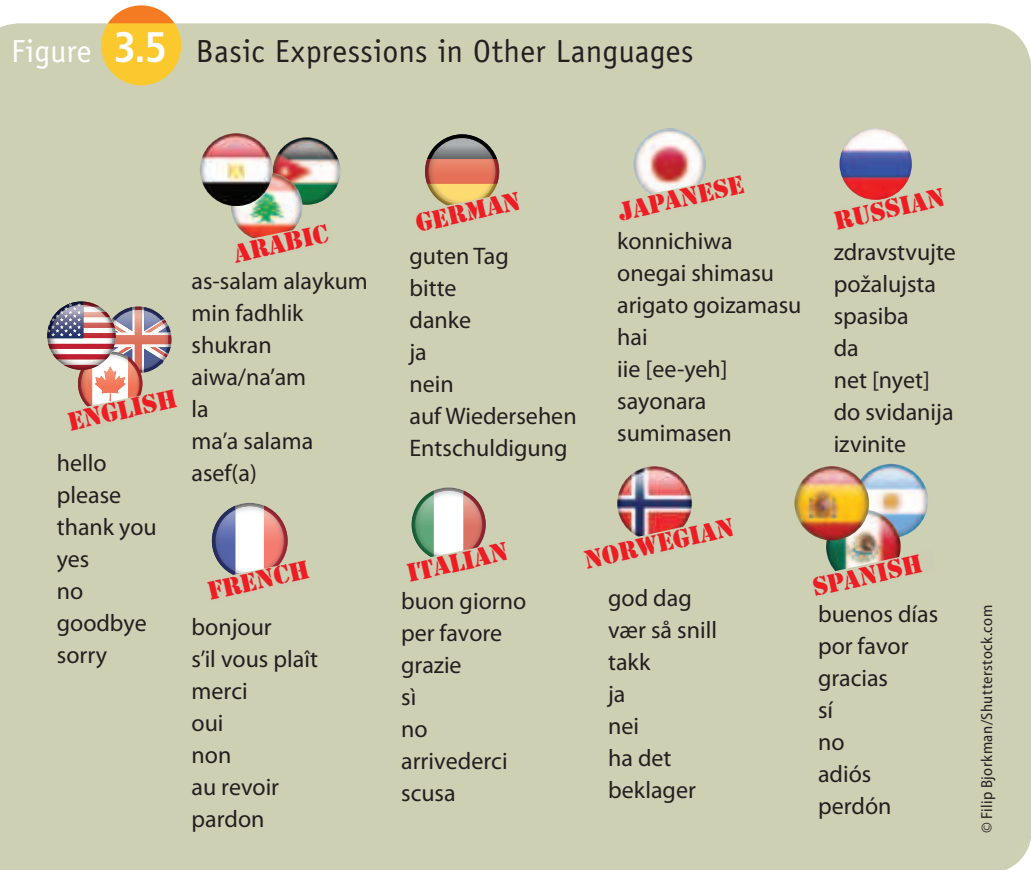 Figure 3.5 Basic Expressions in Other Languages
ENGLISH
hello
please
thank you
yes
no
goodbye
sorry
ARABIC
as-salam alaykum
min fadhlik
shukran
aiwa/na'am
la
ma'a salama
asef(a)
GERMAN
guten Tag
bitte
danke
ja
nein
auf Wiedersehen
Entschuldigung
JAPANESE
konnichiwa
onegai shimasu
arigato goizamasu
hai
iie [ee-yeh]
sayonara
sumimasen
RUSSIAN
zdravstvujte
požalujsta
spasiba
da
net [nyet]
do svidanija
izvinite
FRENCH
bonjour
s'il vous plaît
merci
oui
non
au revoir
pardon
ITALIAN
buon giorno
per favore
grazie
sì
no
arrivederci
scusa
NORWEGIAN
god dag
vær så snill
takk
ja
nei
ha det
beklager
SPANISH
buenos días
por favor
gracias
sí
no
adiós
perdón
© Filip Bjorkman/Shutterstock.com